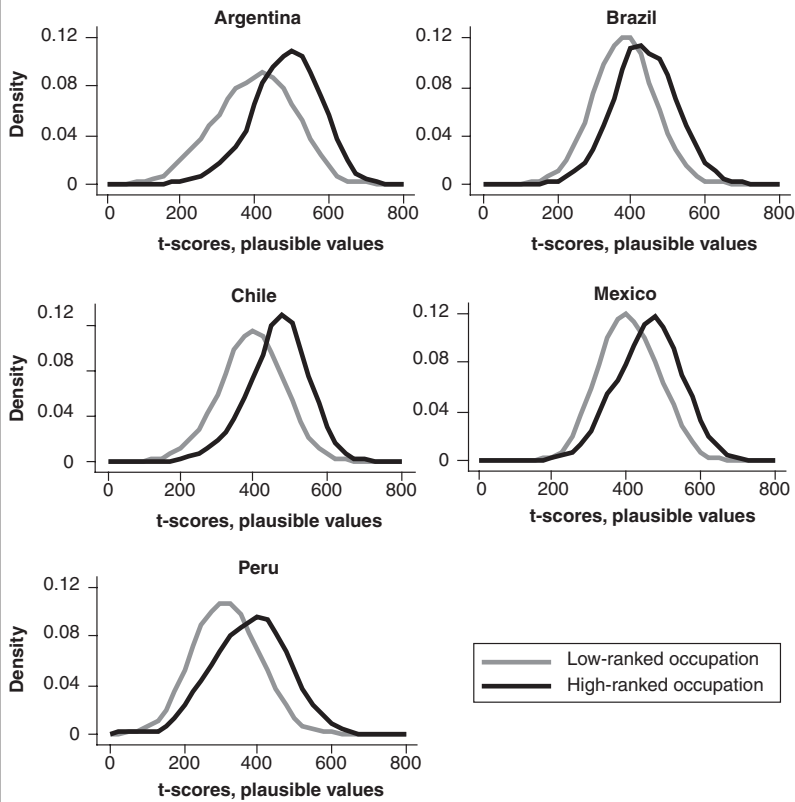 Argentina
Density
0.12
0.08
0.04
0
0 200 400 600 800
t-scores, plausible values
Brazil
0.12
0.08
0.04
0
0 200 400 600 800
t-scores, plausible values
Chile
Density
0.12
0.08
0.04
0
0 200 400 600 800
t-scores, plausible values
Mexico
0.12
0.08
0.04
0
0 200 400 600 800
t-scores, plausible values
Peru
Density
0.12
0.08
0.04
0
0 200 400 600 800
t-scores, plausible values
Low-ranked occupation
High-ranked occupation